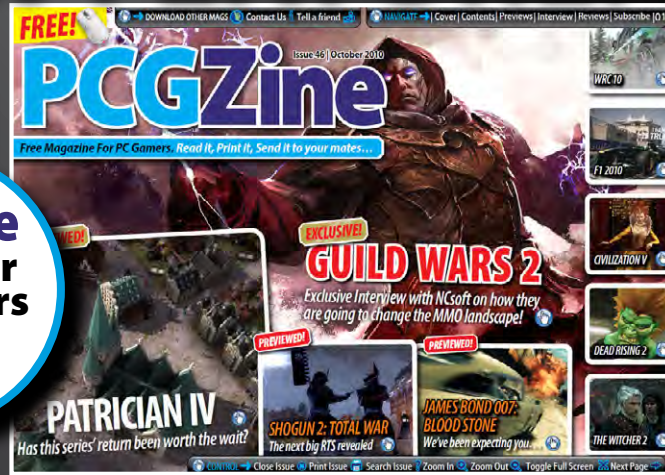 FREE!
DOWNLOAD OTHER MAGS Contact Us Tell a friend
NAVIGATE Cover| Contents| Previews| Interview| Reviews| Subscribe|
Issue 46 | October 2010
PCGZine
Free Magazine For PC Gamers. Read it, Print it, Send it to your mates...
WRC 10
F1 2010
CIVILIZATION V
DEAD RISING 2
THE WITCHER 2
EXCLUSIVE!
GUILD WARS 2
Exclusive Interview with NCsoft on how they
are going to change the MMO landscape!
PATRICIAN IV
Has this series' return been worth the wait?
PREVIEWED!
SHOGUN 2: TOTAL WAR
The next big RTS revealed
PREVIEWED!
JAMES BOND 007:
BLOOD STONE
We've been expecting you...
CONTINUE Close Issue Print Issue Search Issue Zoom In Zoom Out Toggle Full Screen Next Page